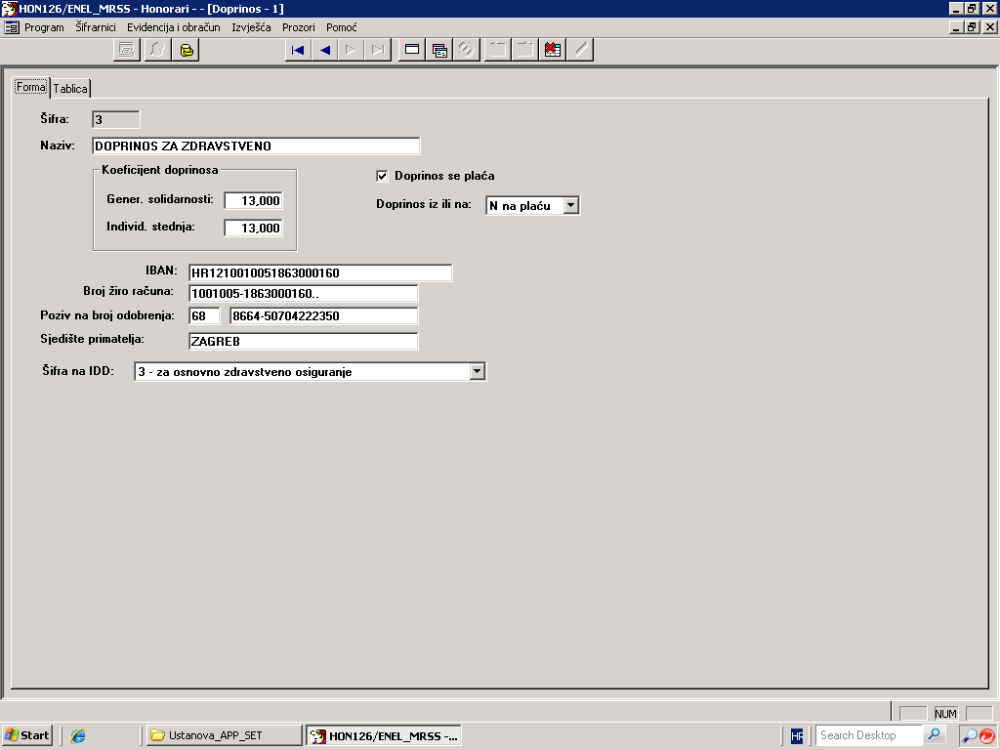 HON126/ENEL_MRSS - Honorari - - [Doprinos - 1]
Program Šifrarnici Evidencija i obračun Izvješća Prozori Pomoć
Forma Tablica
Šifra: 3
Naziv: DOPRINOS ZA ZDRAVSTVENO
Koeficijent doprinosa
Doprinos se plaća
Gener. solidarnosti: 13,000
Doprinos iz ili na: N na plaću
Individ. stednja: 13,000
IBAN: HR1210010051863000160
Broj žiro računa: 1001005-1863000160..
Poziv na broj odobrenja: 68 8664-50704222350
Sjedište primatelja: ZAGREB
Šifra na IDD: 3 - za osnovno zdravstveno osiguranje
NUM
Start Ustanova_APP_SET HON126/ENEL_MRSS -... HR Search Desktop